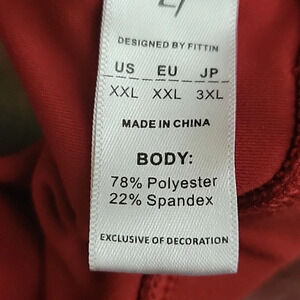 DESIGNED BY FITTIN
US EU JP
XXL XXL 3XL
MADE IN CHINA
BODY:
78% Polyester
22% Spandex
EXCLUSIVE OF DECORATION